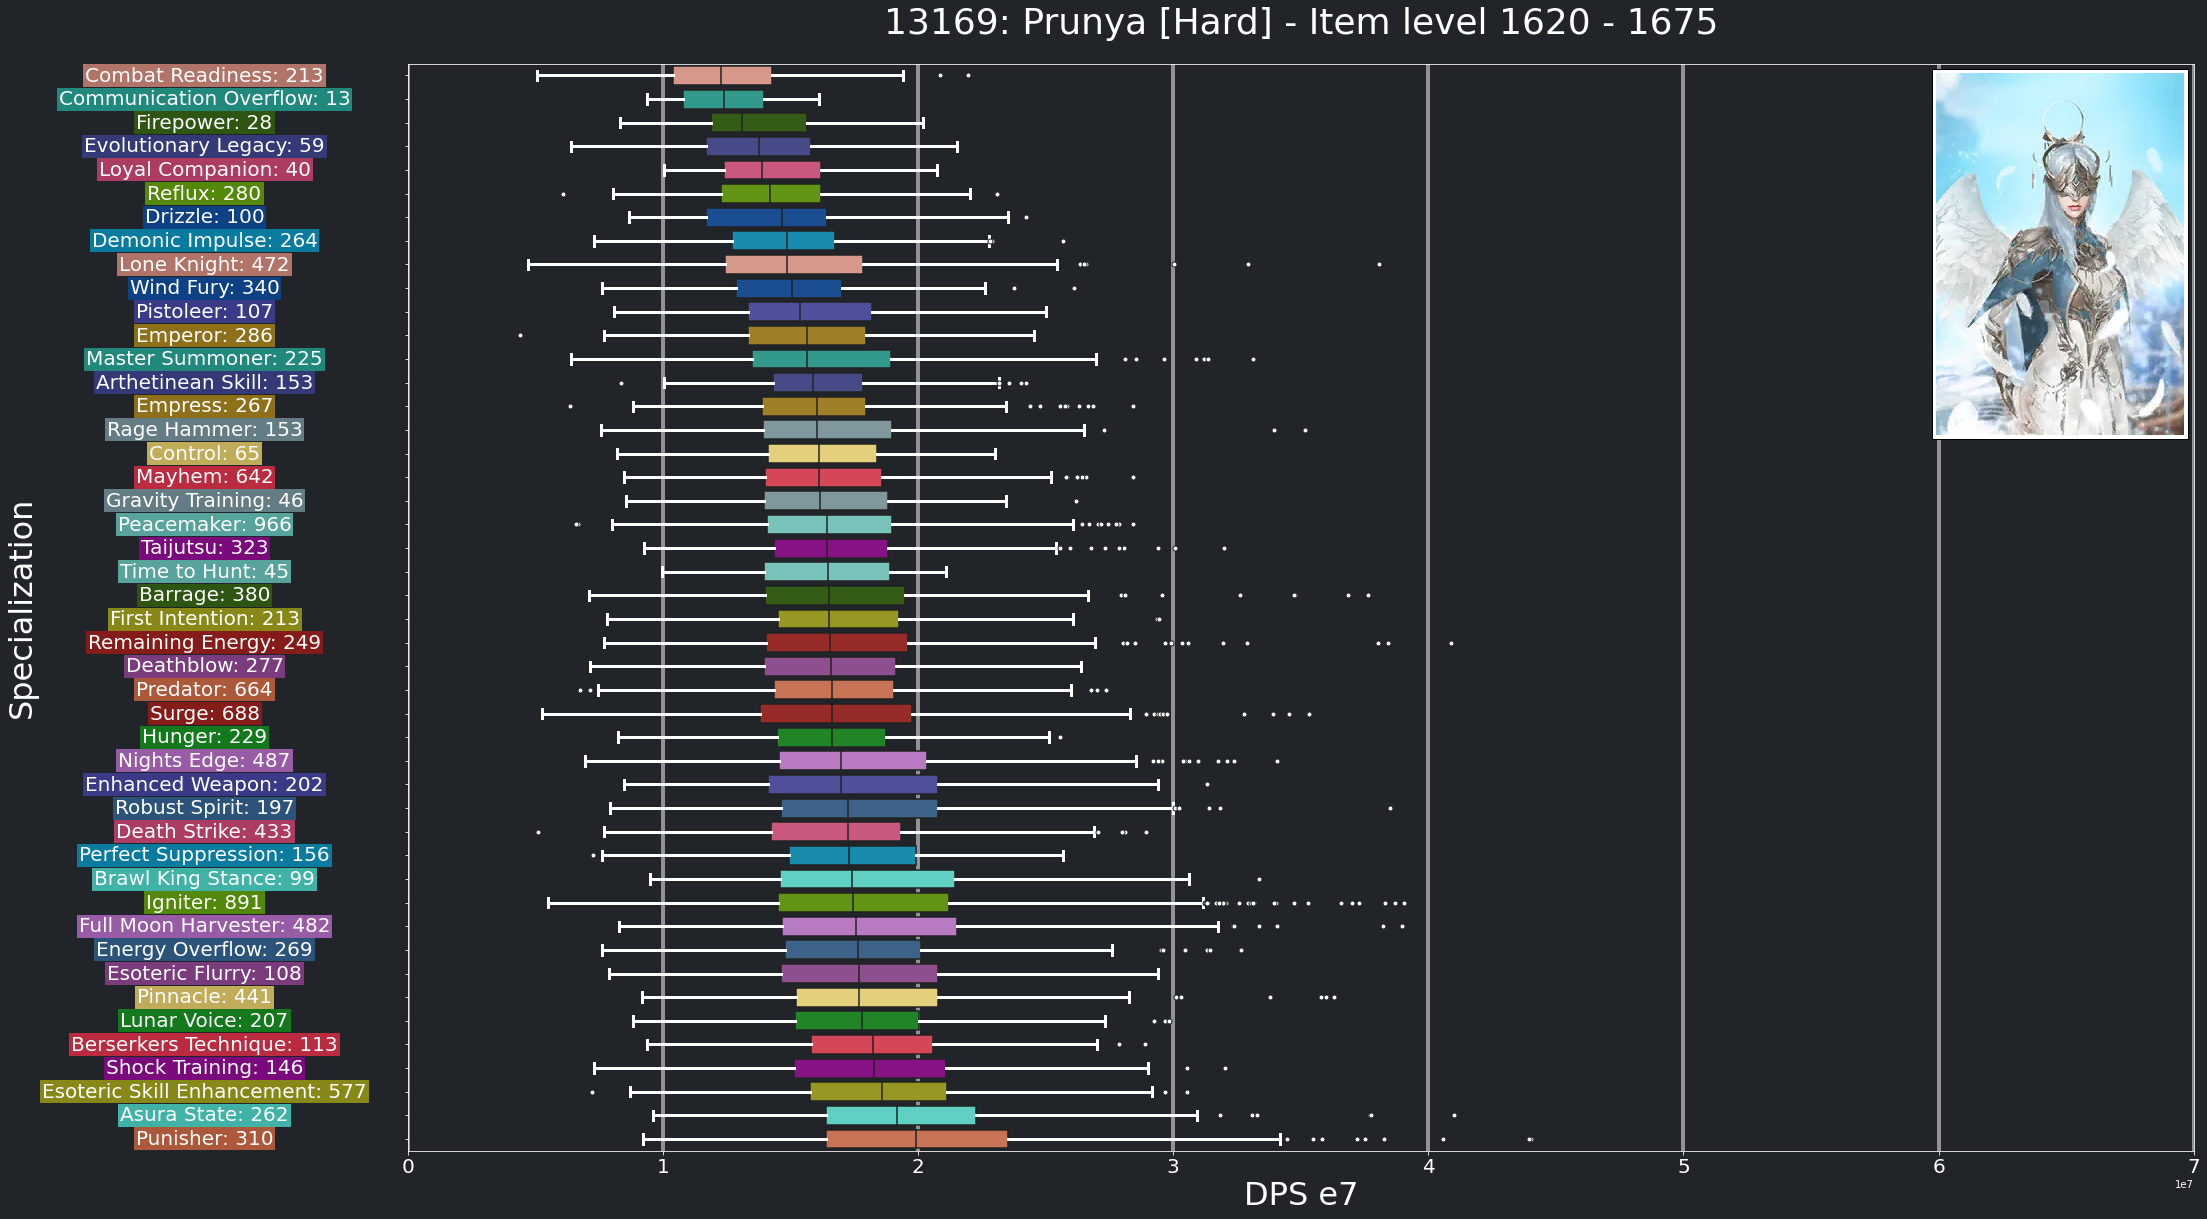 13169: Prunya [Hard] - Item level 1620 - 1675
Combat Readiness: 213
Communication Overflow: 13
Firepower: 28
Evolutionary Legacy: 59
Loyal Companion: 40
Reflux: 280
Drizzle: 100
Demonic Impulse: 264
Lone Knight: 472
Wind Fury: 340
Pistoleer: 107
Emperor: 286
Master Summoner: 225
Arthetinean Skill: 153
Empress: 267
Rage Hammer: 153
Control: 65
Mayhem: 642
Gravity Training: 46
Peacemaker: 966
Taijutsu: 323
Time to Hunt: 45
Barrage: 380
First Intention: 213
Remaining Energy: 249
Deathblow: 277
Predator: 664
Surge: 688
Hunger: 229
Nights Edge: 487
Enhanced Weapon: 202
Robust Spirit: 197
Death Strike: 433
Perfect Suppression: 156
Brawl King Stance: 99
Igniter: 891
Full Moon Harvester: 482
Energy Overflow: 269
Esoteric Flurry: 108
Pinnacle: 441
Lunar Voice: 207
Berserkers Technique: 113
Shock Training: 146
Esoteric Skill Enhancement: 577
Asura State: 262
Punisher: 310
Specialization
0 1 2 3 4 5 6 7
1e7
DPS e7